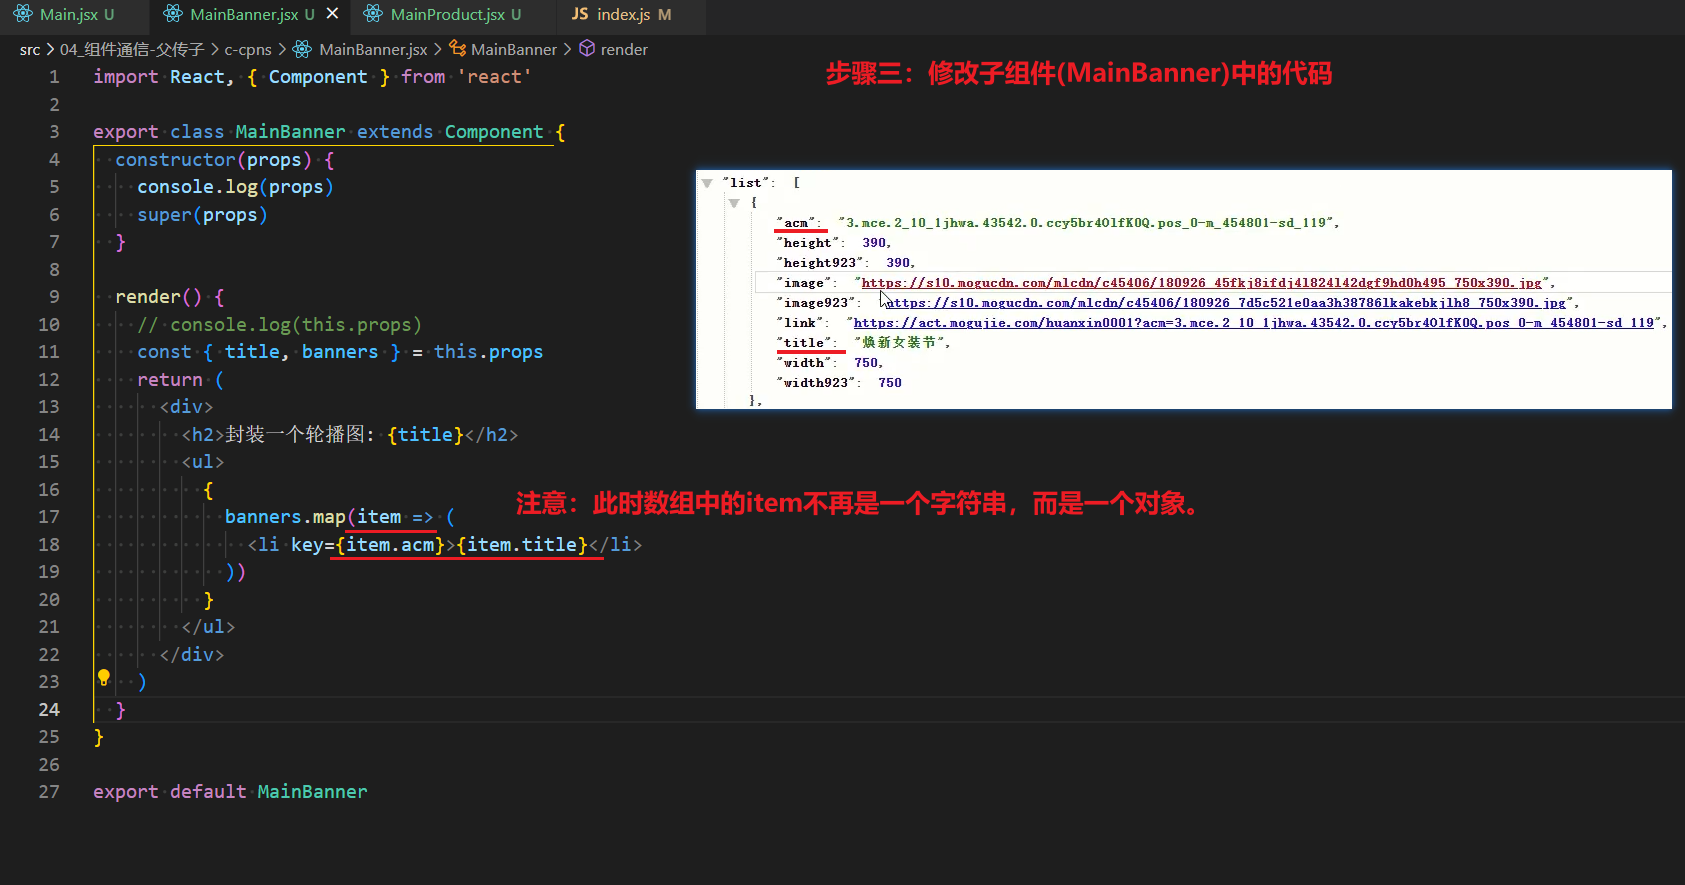 Main.jsx U
MainBanner.jsx U
MainProduct.jsx U
JS index.js M
src > 04_组件通信-父传子 > c-cpns > MainBanner.jsx > MainBanner > render
步骤三：修改子组件(MainBanner)中的代码
1 import React, { Component } from 'react'
2
3 export class MainBanner extends Component {
4 constructor(props) {
5 console.log(props)
6 super(props)
7 }
8
9 render() {
10 // console.log(this.props)
11 const { title, banners } = this.props
12 return (
13 <div>
14 <h2>封装一个轮播图: {title}</h2>
15 <ul>
16 {
17 banners.map(item => (
18 <li key={item.acm}>{item.title}</li>
19 ))
20 }
21 </ul>
22 </div>
23 )
24 }
25 }
26
27 export default MainBanner
"list": [
{
"acm": "3.mce.2_10_1jhwa.43542.0.ccy5br4OlfK0Q.pos_0-m_454801-sd_119",
"height": 390,
"height923": 390,
"image": "https://s10.mogucdn.com/mlcdn/c45406/180926_45fkj8ifdj4l824l42dgf9hd0h495_750x390.jpg",
"image923": "https://s10.mogucdn.com/mlcdn/c45406/180926_7d5c521e0aa3h38786lkakebkjlh8_750x390.jpg",
"link": "https://act.mogujie.com/huanxin0001?acm=3.mce.2_10_1jhwa.43542.0.ccy5br4OlfK0Q.pos_0-m_454801-sd_119",
"title": "焕新女装节",
"width": 750,
"width923": 750
},
注意：此时数组中的item不再是一个字符串，而是一个对象。